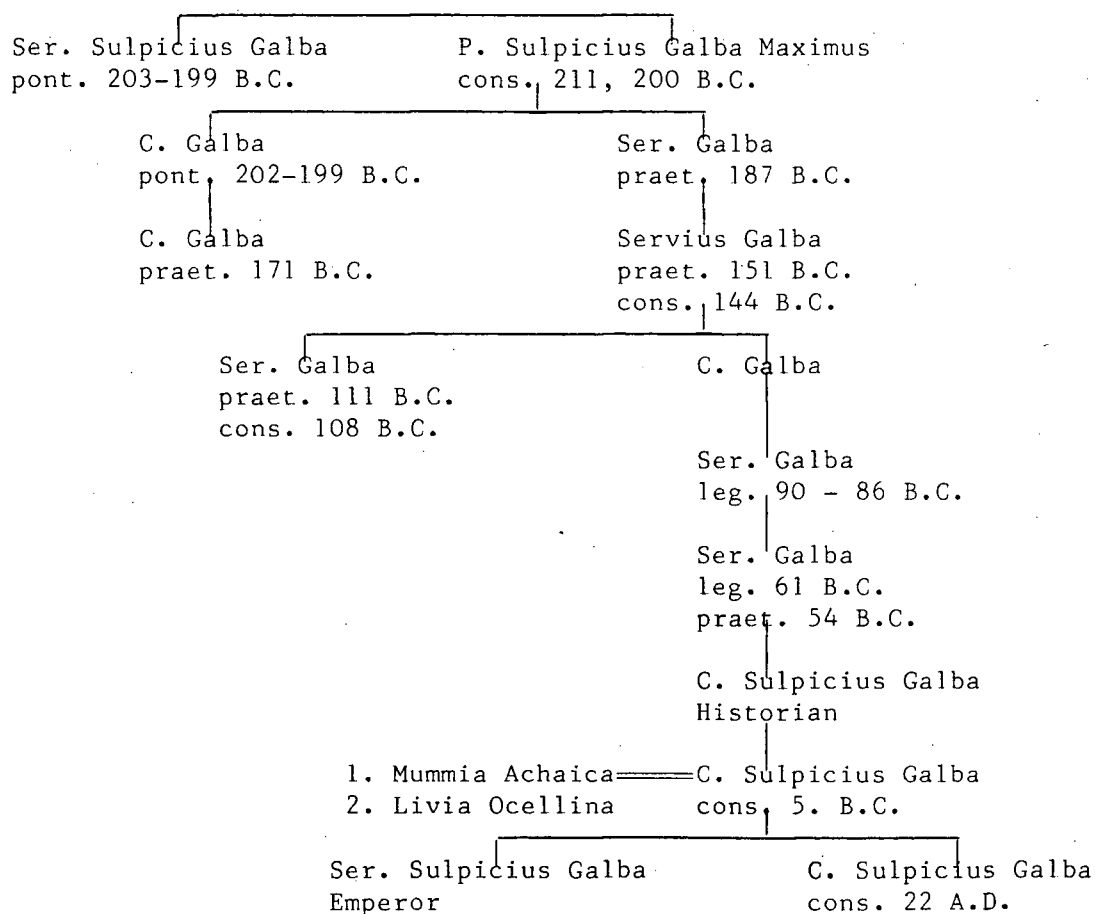 Ser. Sulpicius Galba P. Sulpicius Galba Maximus
pont. 203-199 B.C. cons. 211, 200 B.C.
C. Galba Ser. Galba
pont. 202-199 B.C. praet. 187 B.C.
C. Galba Servius Galba
praet. 171 B.C. praet. 151 B.C.
cons. 144 B.C.
Ser. Galba C. Galba
praet. 111 B.C.
cons. 108 B.C.
Ser. Galba
leg. 90 - 86 B.C.
Ser. Galba
leg. 61 B.C.
praet. 54 B.C.
C. Sulpicius Galba
Historian
1. Mummia Achaica C. Sulpicius Galba
2. Livia Ocellina cons. 5. B.C.
Ser. Sulpicius Galba C. Sulpicius Galba
Emperor cons. 22 A.D.